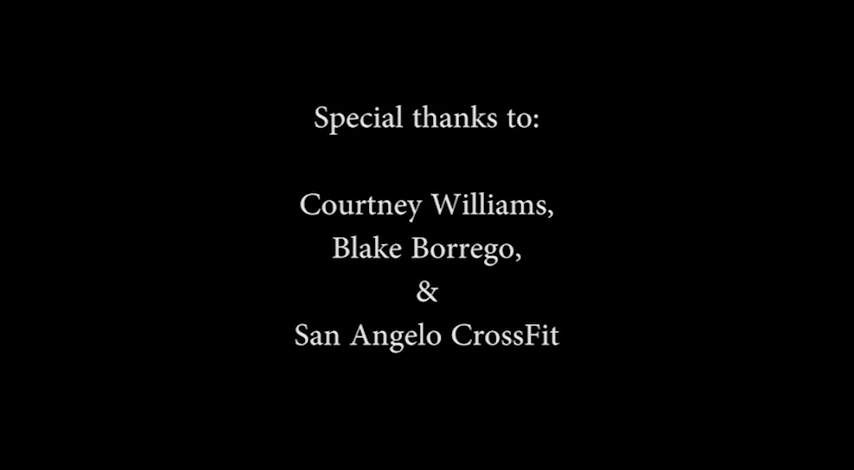 Special thanks to:
Courtney Williams,
Blake Borrego,
&
San Angelo CrossFit